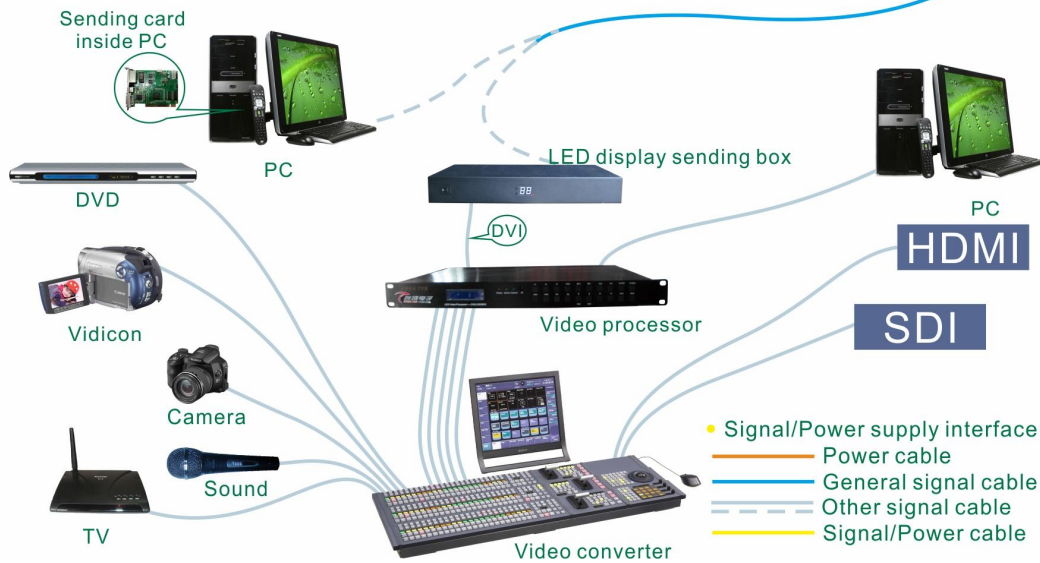 Sending card
inside PC
PC
DVD
Vidicon
Camera
Sound
TV
LED display sending box
88
DVI
Video processor
Video converter
PC
HDMI
SDI
Signal/Power supply interface
Power cable
General signal cable
Other signal cable
Signal/Power cable